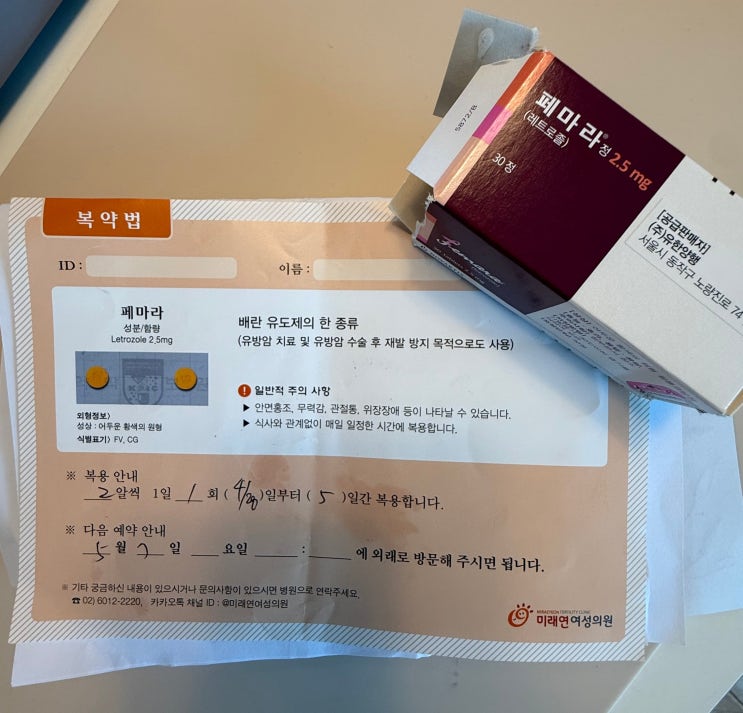 5872/B
페마라® 정 2.5 mg
(레트로졸)
30정
[공급판매자]
(주)유한양행
서울시 동작구 노량진로 74
Femara
복약법
ID :
이름 :
페마라
성분/함량
Letrozole 2.5mg
외형정보>
성상 : 어두운 황색의 원형
식별표기> FV, CG
배란 유도제의 한 종류
(유방암 치료 및 유방암 수술 후 재발 방지 목적으로도 사용)
! 일반적 주의 사항
▶ 안면홍조, 무력감, 관절통, 위장장애 등이 나타날 수 있습니다.
▶ 식사와 관계없이 매일 일정한 시간에 복용합니다.
※ 복용 안내
2 알씩 1일 1 회 ( 4/28 )일부터 ( 5 )일간 복용합니다.
※ 다음 예약 안내
5 월 7 일 ___ 요일 ____ : ____ 에 외래로 방문해 주시면 됩니다.
※ 기타 궁금하신 내용이 있으시거나 문의사항이 있으시면 병원으로 연락주세요.
☎ 02) 6012-2220, 카카오톡 채널 ID : @미래연여성의원
MIRAEYEON FERTILITY CLINIC
미래연여성의원